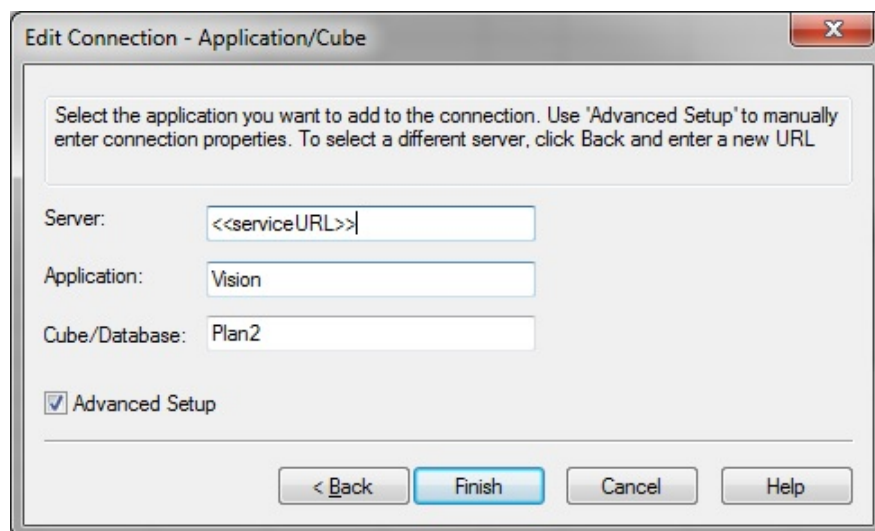 Edit Connection - Application/Cube
X
Select the application you want to add to the connection. Use 'Advanced Setup' to manually
enter connection properties. To select a different server, click Back and enter a new URL
Server: <<serviceURL>>
Application: Vision
Cube/Database: Plan2
Advanced Setup
< Back Finish Cancel Help